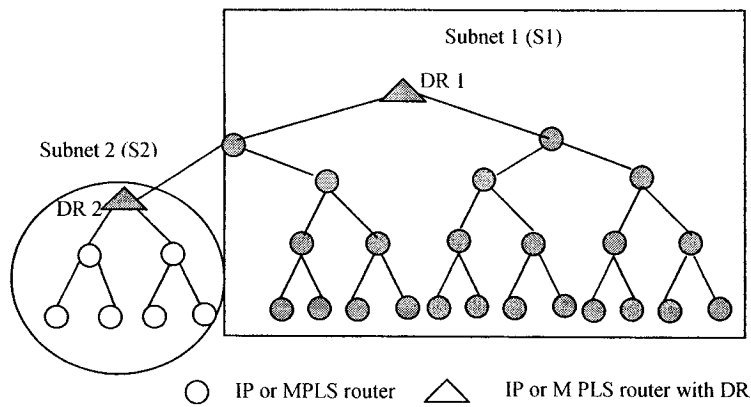 Subnet 1 (S1)
DR 1
Subnet 2 (S2)
DR 2
IP or MPLS router
IP or M PLS router with DR